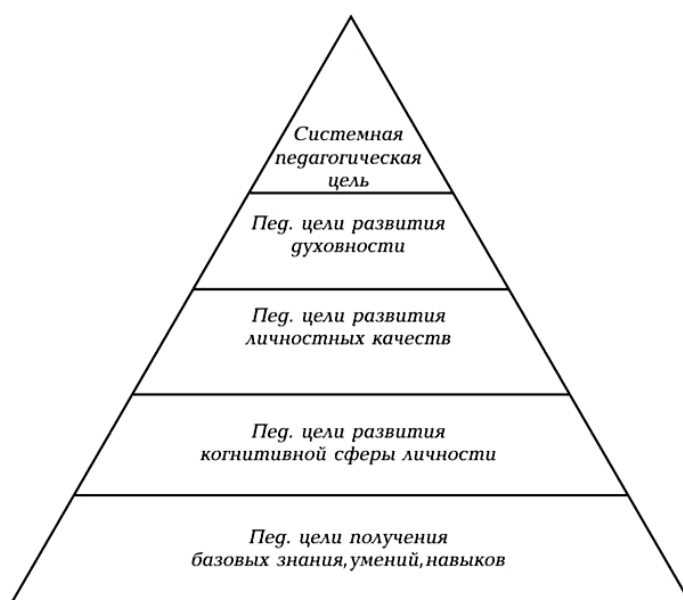 Системная
педагогическая
цель
Пед. цели развития
духовности
Пед. цели развития
личностных качеств
Пед. цели развития
когнитивной сферы личности
Пед. цели получения
базовых знания, умений, навыков